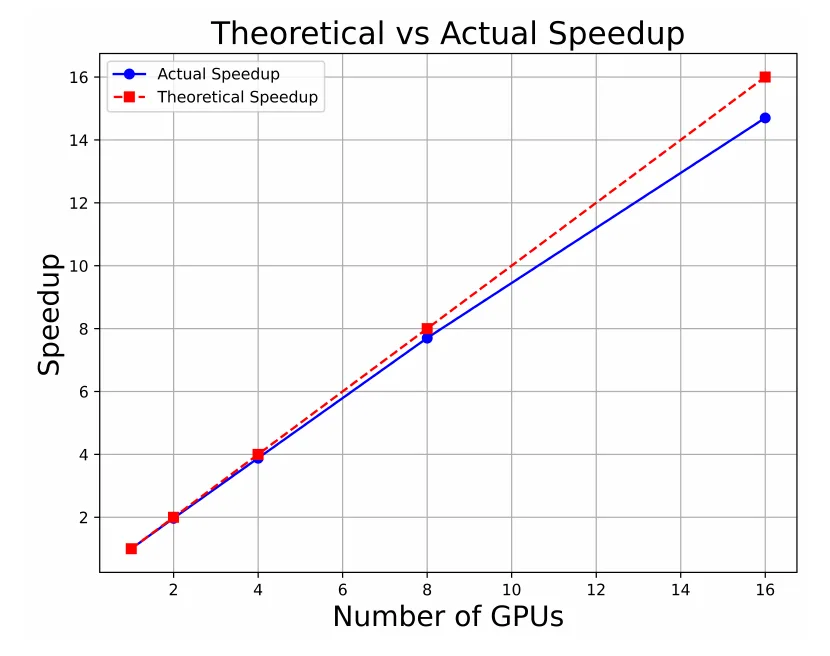 Theoretical vs Actual Speedup
Actual Speedup
Theoretical Speedup
16
14
12
10
8
6
4
2
Speedup
2 4 6 8 10 12 14 16
Number of GPUs